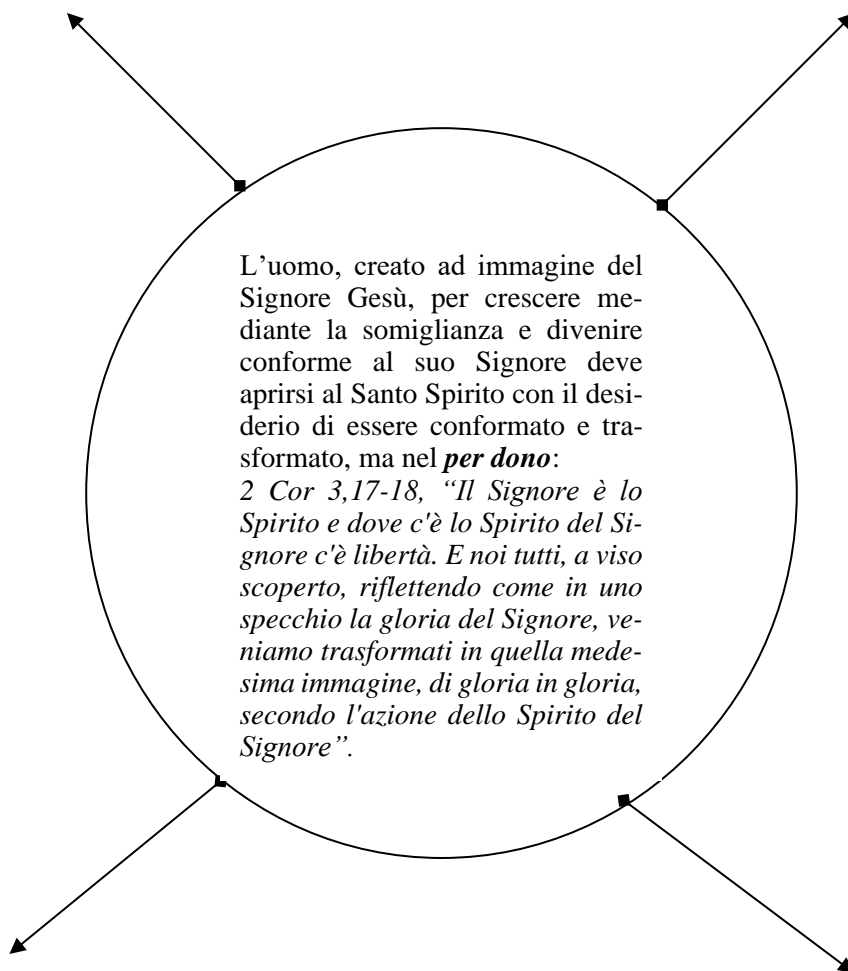 L’uomo, creato ad immagine del
Signore Gesù, per crescere me-
diante la somiglianza e divenire
conforme al suo Signore deve
aprirsi al Santo Spirito con il desi-
derio di essere conformato e tra-
sformato, ma nel per dono:
2 Cor 3,17-18, “Il Signore è lo
Spirito e dove c'è lo Spirito del Si-
gnore c'è libertà. E noi tutti, a viso
scoperto, riflettendo come in uno
specchio la gloria del Signore, ve-
niamo trasformati in quella mede-
sima immagine, di gloria in gloria,
secondo l'azione dello Spirito del
Signore”.